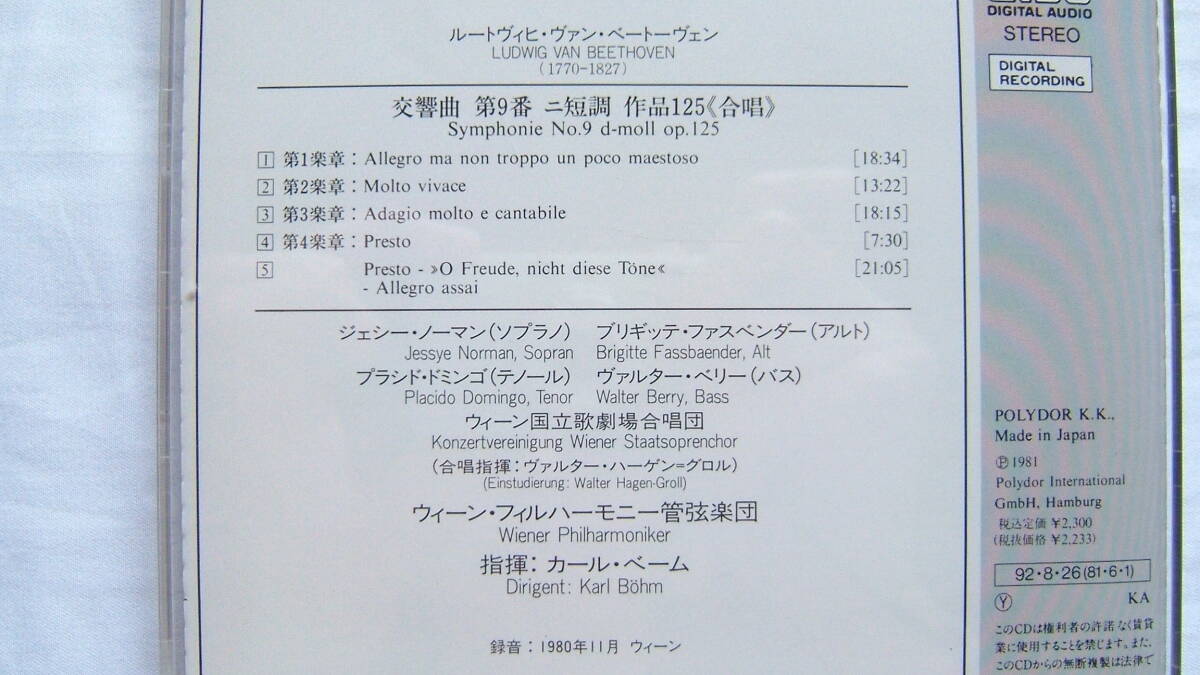 ルートヴィヒ・ヴァン・ベートーヴェン
LUDWIG VAN BEETHOVEN
(1770-1827)
交響曲 第9番 ニ短調 作品125《合唱》
Symphonie No.9 d-moll op.125
1 第1楽章：Allegro ma non troppo un poco maestoso [18:34]
2 第2楽章：Molto vivace [13:22]
3 第3楽章：Adagio molto e cantabile [18:15]
4 第4楽章：Presto [7:30]
5 Presto - »O Freude, nicht diese Töne« [21:05]
- Allegro assai
ジェシー・ノーマン(ソプラノ) ブリギッテ・ファスベンダー(アルト)
Jessye Norman, Sopran Brigitte Fassbaender, Alt
プラシド・ドミンゴ(テノール) ヴァルター・ベリー(バス)
Placido Domingo, Tenor Walter Berry, Bass
ウィーン国立歌劇場合唱団
Konzertvereinigung Wiener Staatsopernchor
(合唱指揮：ヴァルター・ハーゲン=グロル)
(Einstudierung: Walter Hagen-Groll)
ウィーン・フィルハーモニー管弦楽団
Wiener Philharmoniker
指揮：カール・ベーム
Dirigent: Karl Böhm
録音：1980年11月 ウィーン
DIGITAL AUDIO
STEREO
DIGITAL
RECORDING
POLYDOR K.K.,
Made in Japan
Ⓟ1981
Polydor International
GmbH, Hamburg
税込定価 ¥2,300
(税抜価格 ¥2,233)
92・8・26(81・6・1)
Ⓨ KA
このCDは権利者の許諾なく賃貸
業に使用することを禁じます。また、
このCDからの無断複製は法律で